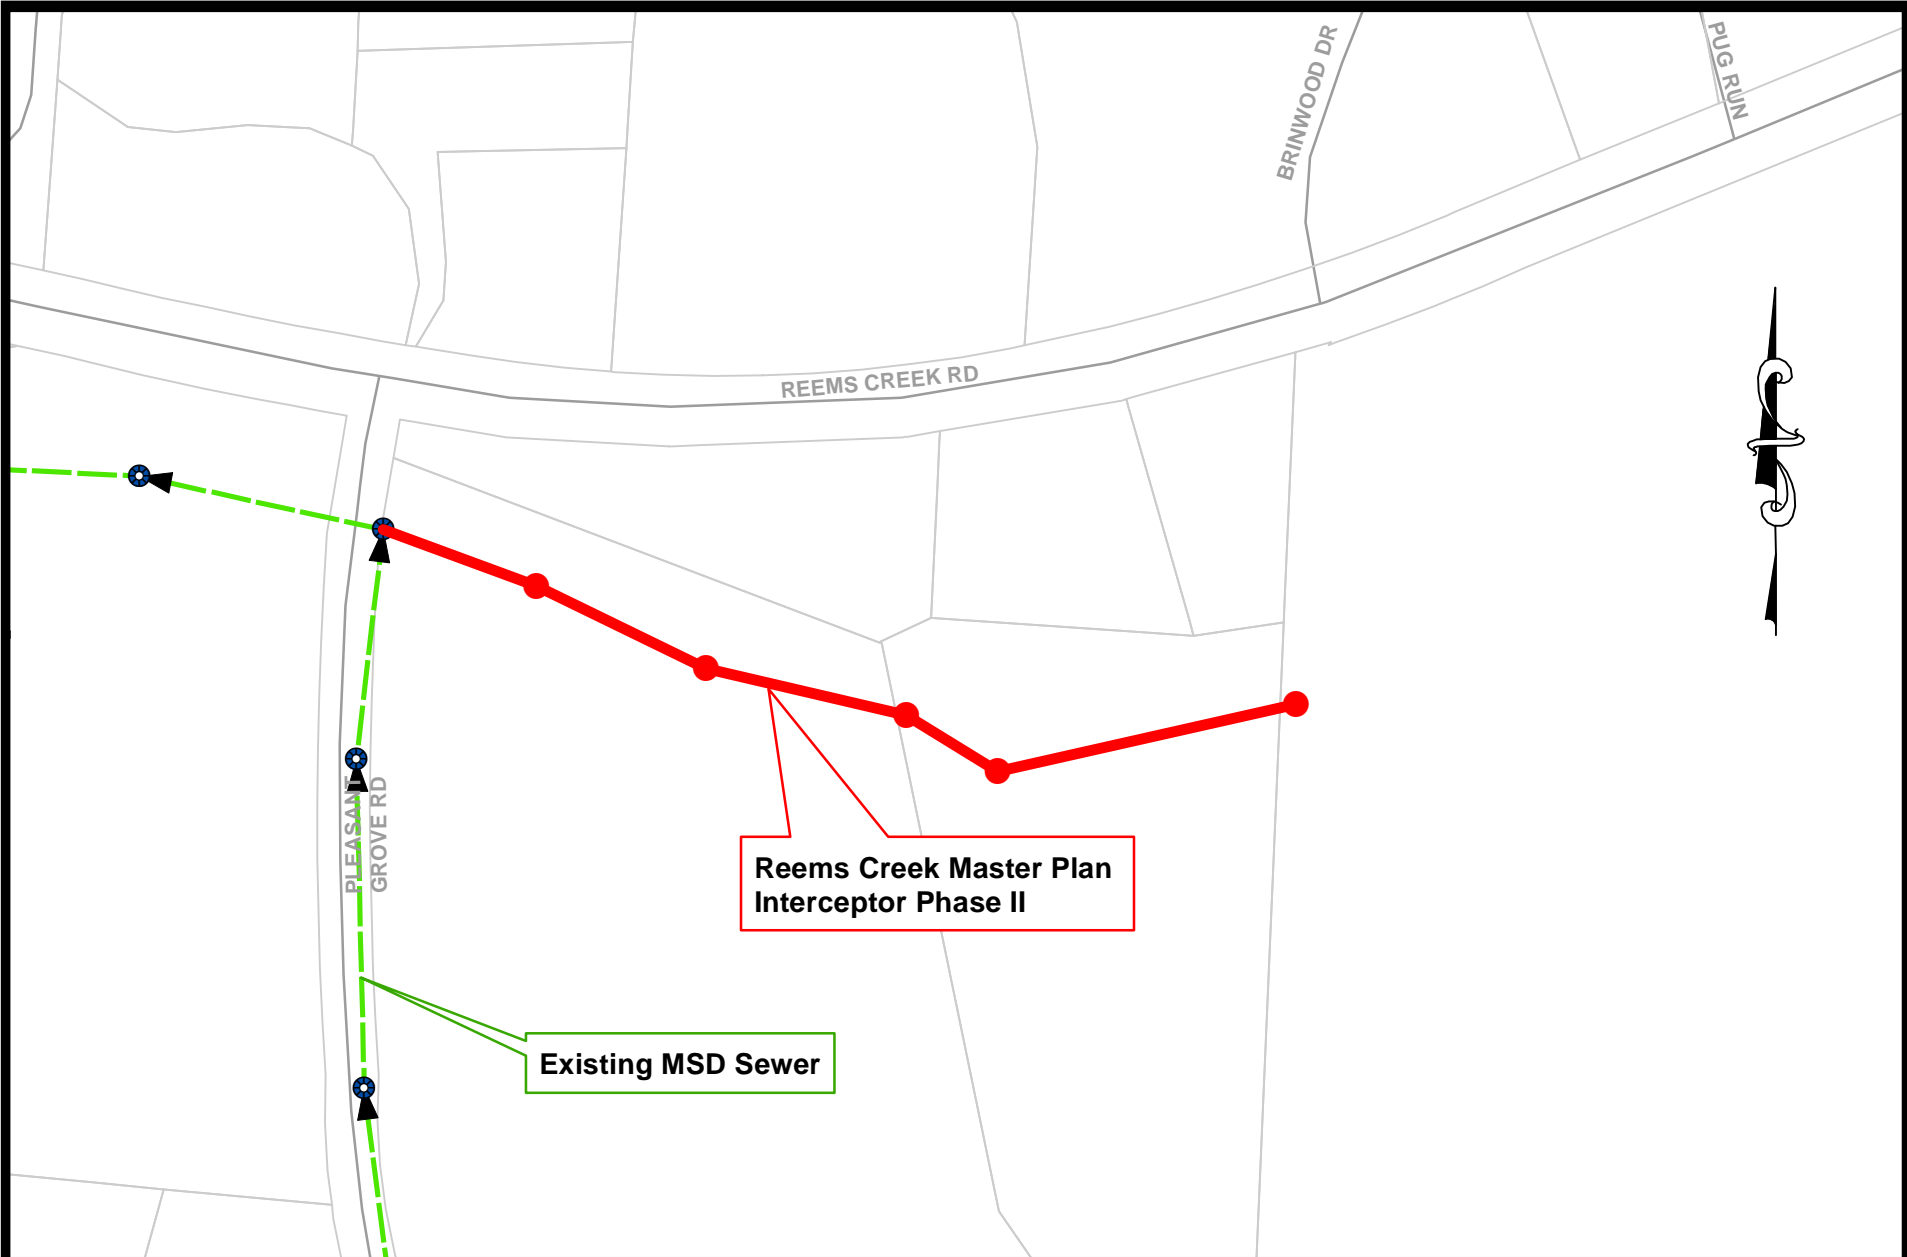 BRINWOOD DR
PUG RUN
REEMS CREEK RD
PLEASANT
GROVE RD
Reems Creek Master Plan
Interceptor Phase II
Existing MSD Sewer